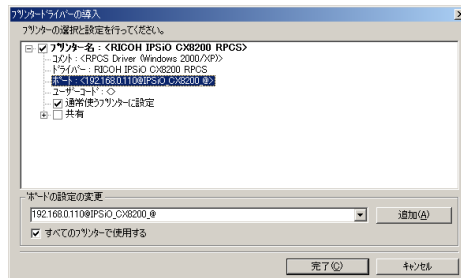 プリンタードライバーの導入
プリンターの選択と設定を行ってください。
プリンター名 : <RICOH IPSiO CX8200 RPCS>
コメント : <RPCS Driver (Windows 2000/XP)>
ドライバー : RICOH IPSiO CX8200 RPCS
ポート : <192.168.0.110@IPSiO_CX8200_@>
ユーザーコード : <>
通常使うプリンターに設定
共有
ポートの設定の変更
192.168.0.110@IPSiO_CX8200_@
追加(A)
すべてのプリンターで使用する
完了(C)
キャンセル